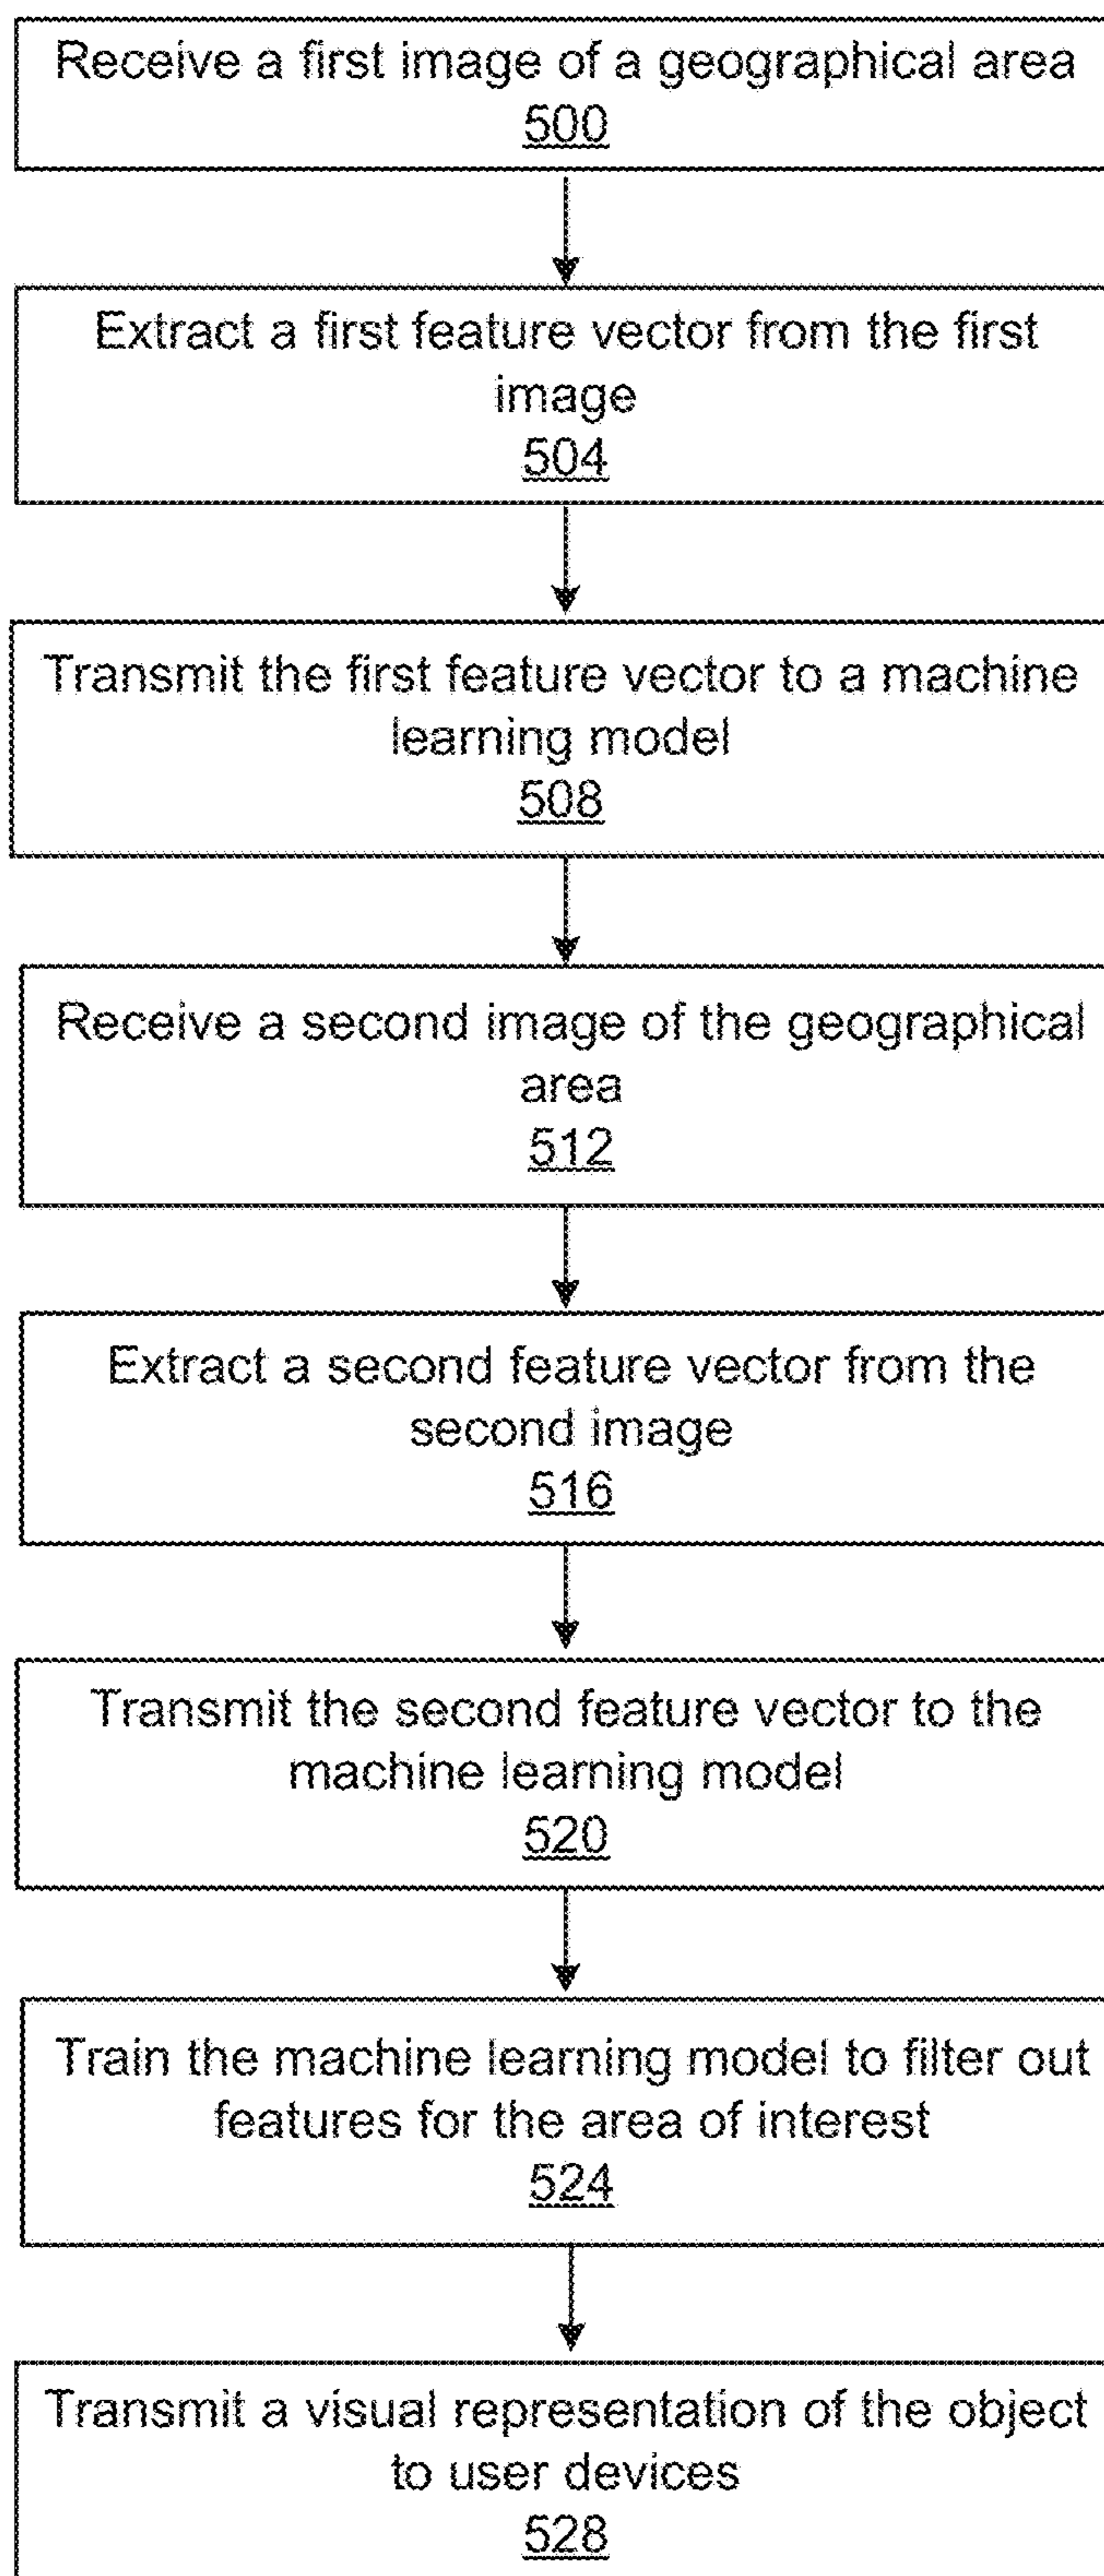 Receive a first image of a geographical area
500
Extract a first feature vector from the first
image
504
Transmit the first feature vector to a machine
learning model
508
Receive a second image of the geographical
area
512
Extract a second feature vector from the
second image
516
Transmit the second feature vector to the
machine learning model
520
Train the machine learning model to filter out
features for the area of interest
524
Transmit a visual representation of the object
to user devices
528